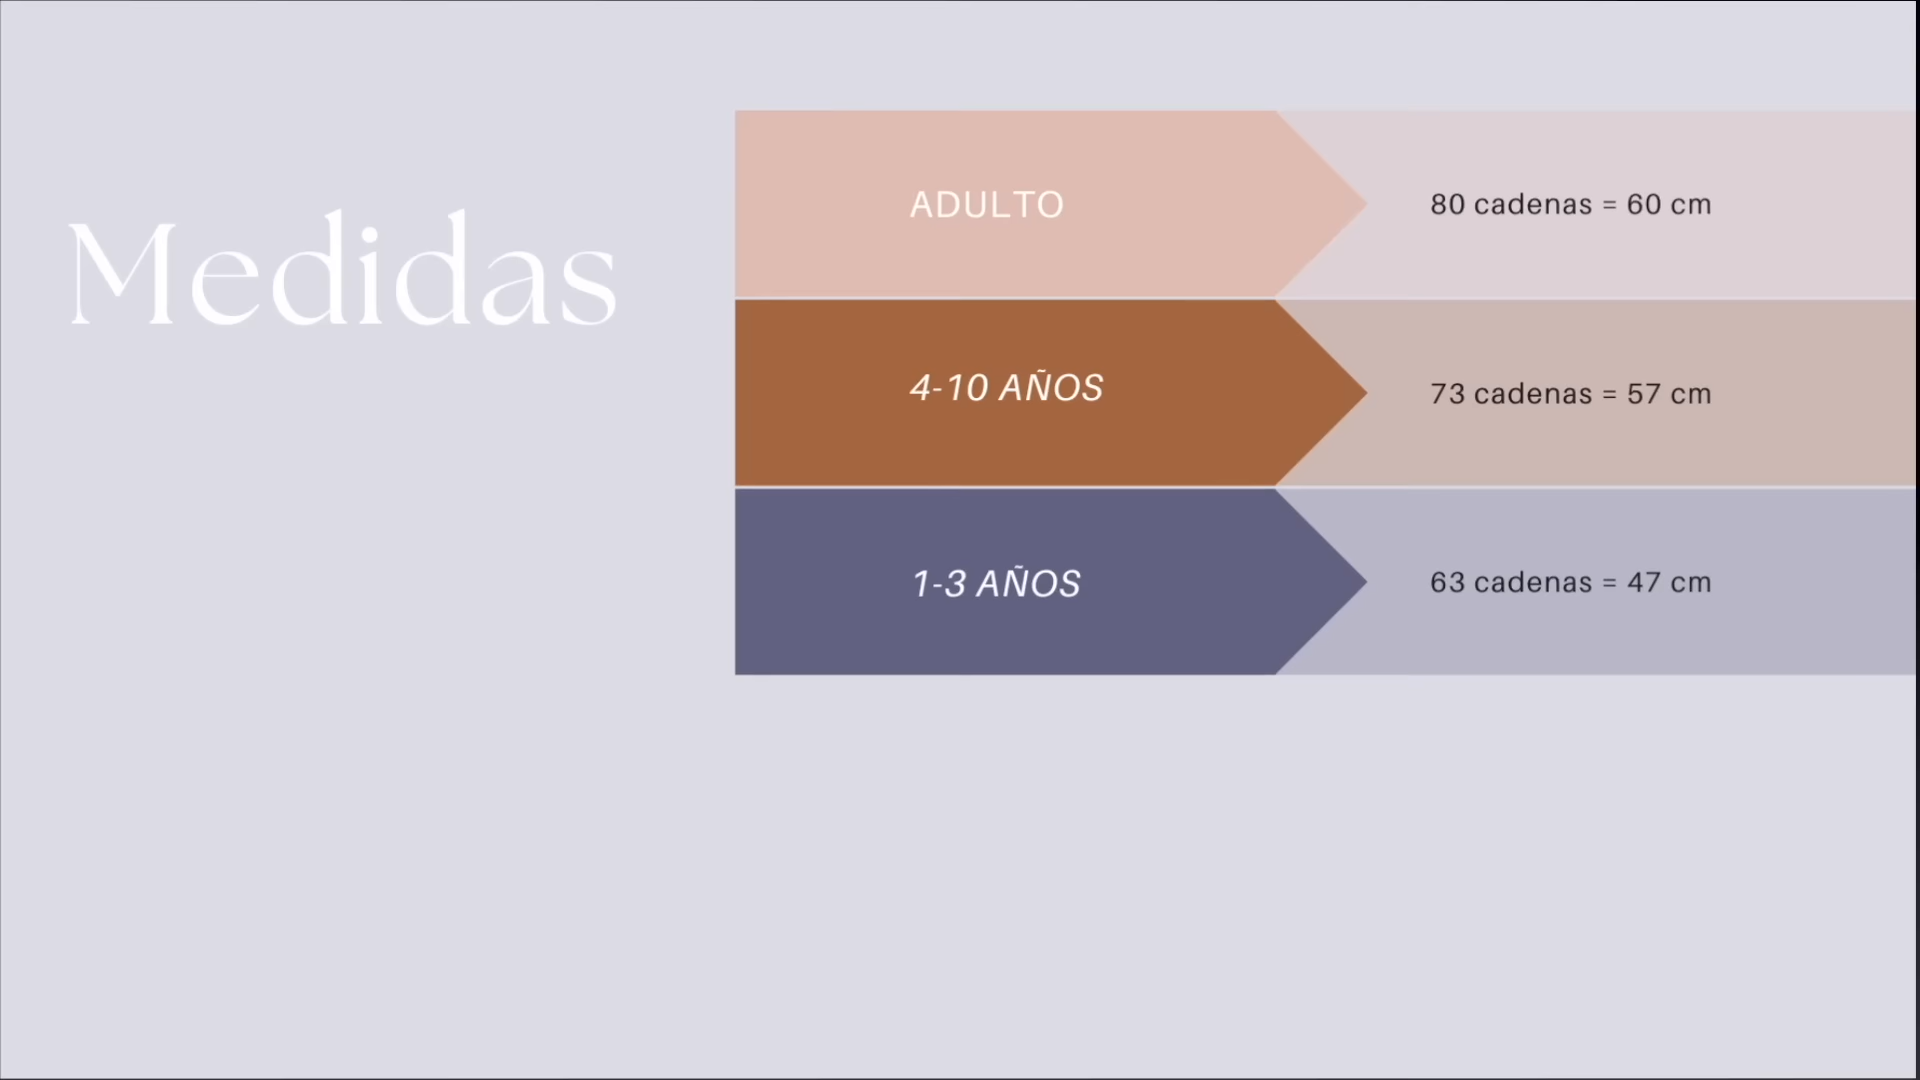 Medidas
ADULTO
80 cadenas = 60 cm
4-10 AÑOS
73 cadenas = 57 cm
1-3 AÑOS
63 cadenas = 47 cm